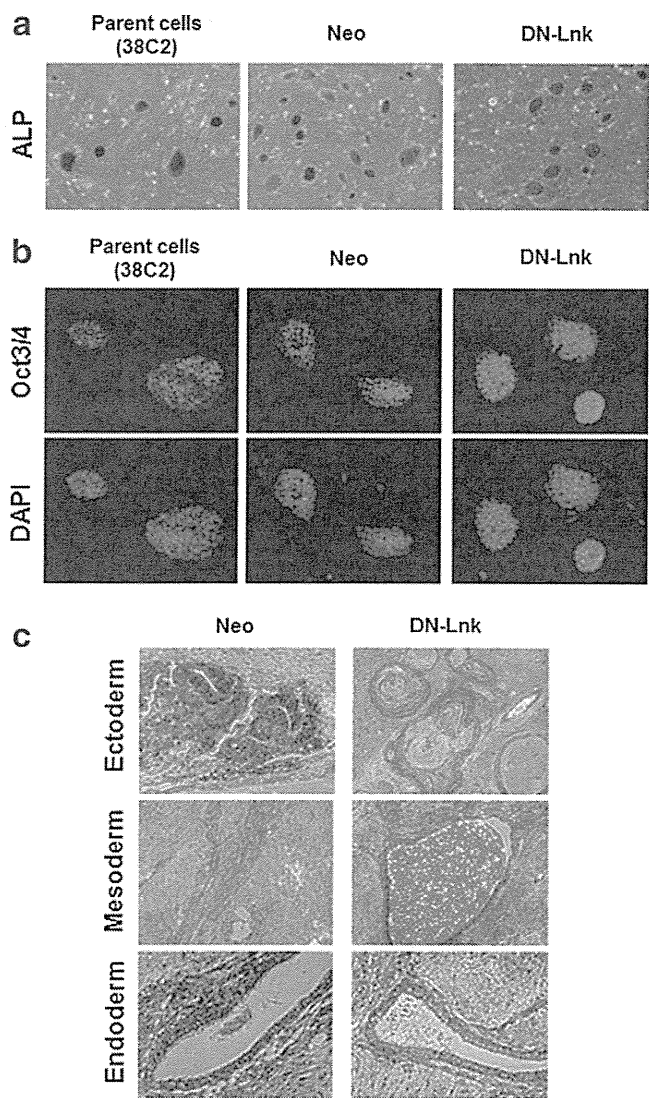 a
Parent cells
(38C2)
Neo
DN-Lnk
ALP
b
Parent cells
(38C2)
Neo
DN-Lnk
Oct3/4
DAPI
c
Neo
DN-Lnk
Ectoderm
Mesoderm
Endoderm